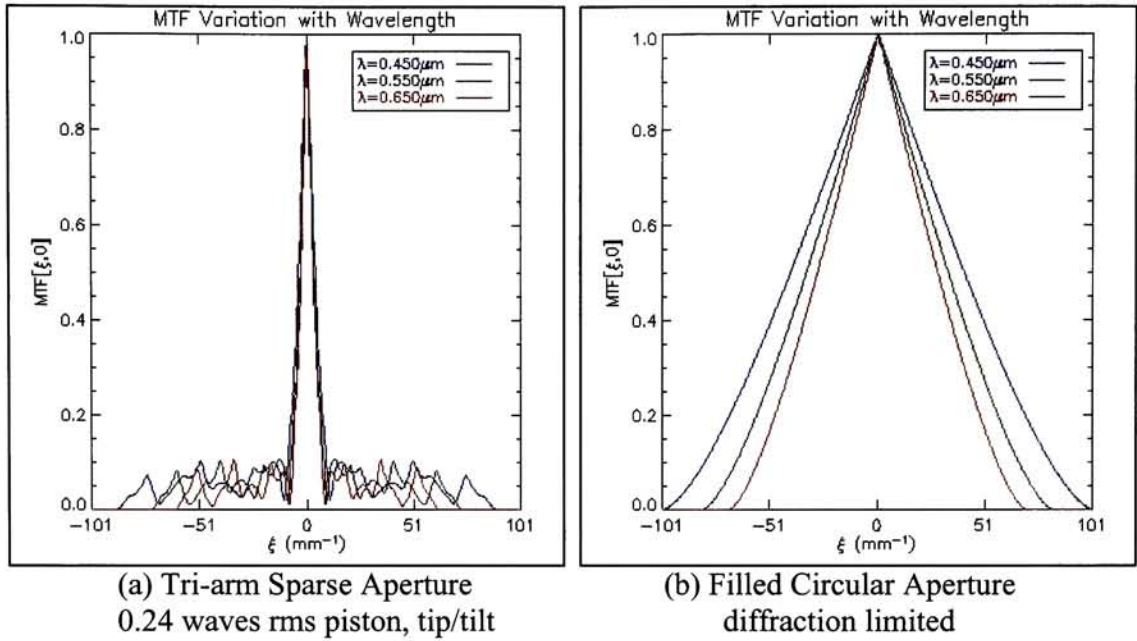 MTF Variation with Wavelength
1.0
0.8
0.6
0.4
0.2
0.0
MTF[ξ,0]
λ=0.450μm
λ=0.550μm
λ=0.650μm
-101
-51
0
51
101
ξ (mm⁻¹)
(a) Tri-arm Sparse Aperture
0.24 waves rms piston, tip/tilt
MTF Variation with Wavelength
1.0
0.8
0.6
0.4
0.2
0.0
MTF[ξ,0]
λ=0.450μm
λ=0.550μm
λ=0.650μm
-101
-51
0
51
101
ξ (mm⁻¹)
(b) Filled Circular Aperture
diffraction limited